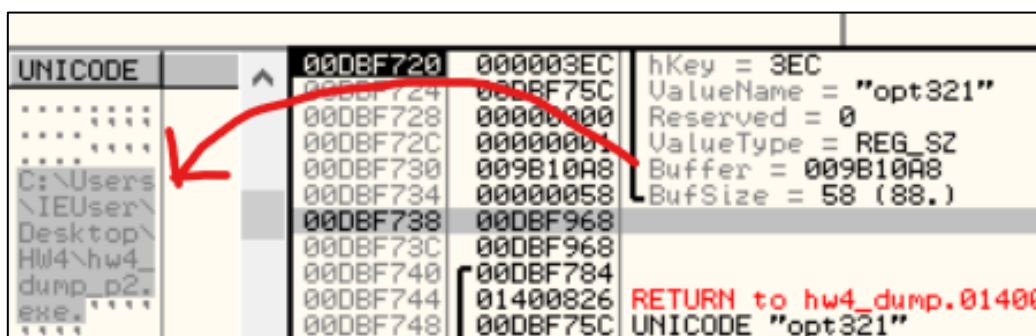 UNICODE
........
....''''
....''''
C:\Users
\IEUser\
Desktop\
HW4\hw4_
dump_p2.
exe.''''
''''
00DBF720 000003EC hKey = 3EC
00DBF724 00DBF75C ValueName = "opt321"
00DBF728 00000000 Reserved = 0
00DBF72C 00000001 ValueType = REG_SZ
00DBF730 009B10A8 Buffer = 009B10A8
00DBF734 00000058 BufSize = 58 (88.)
00DBF738 00DBF968
00DBF73C 00DBF968
00DBF740 00DBF784
00DBF744 01400826 RETURN to hw4_dump.01400
00DBF748 00DBF75C UNICODE "opt321"